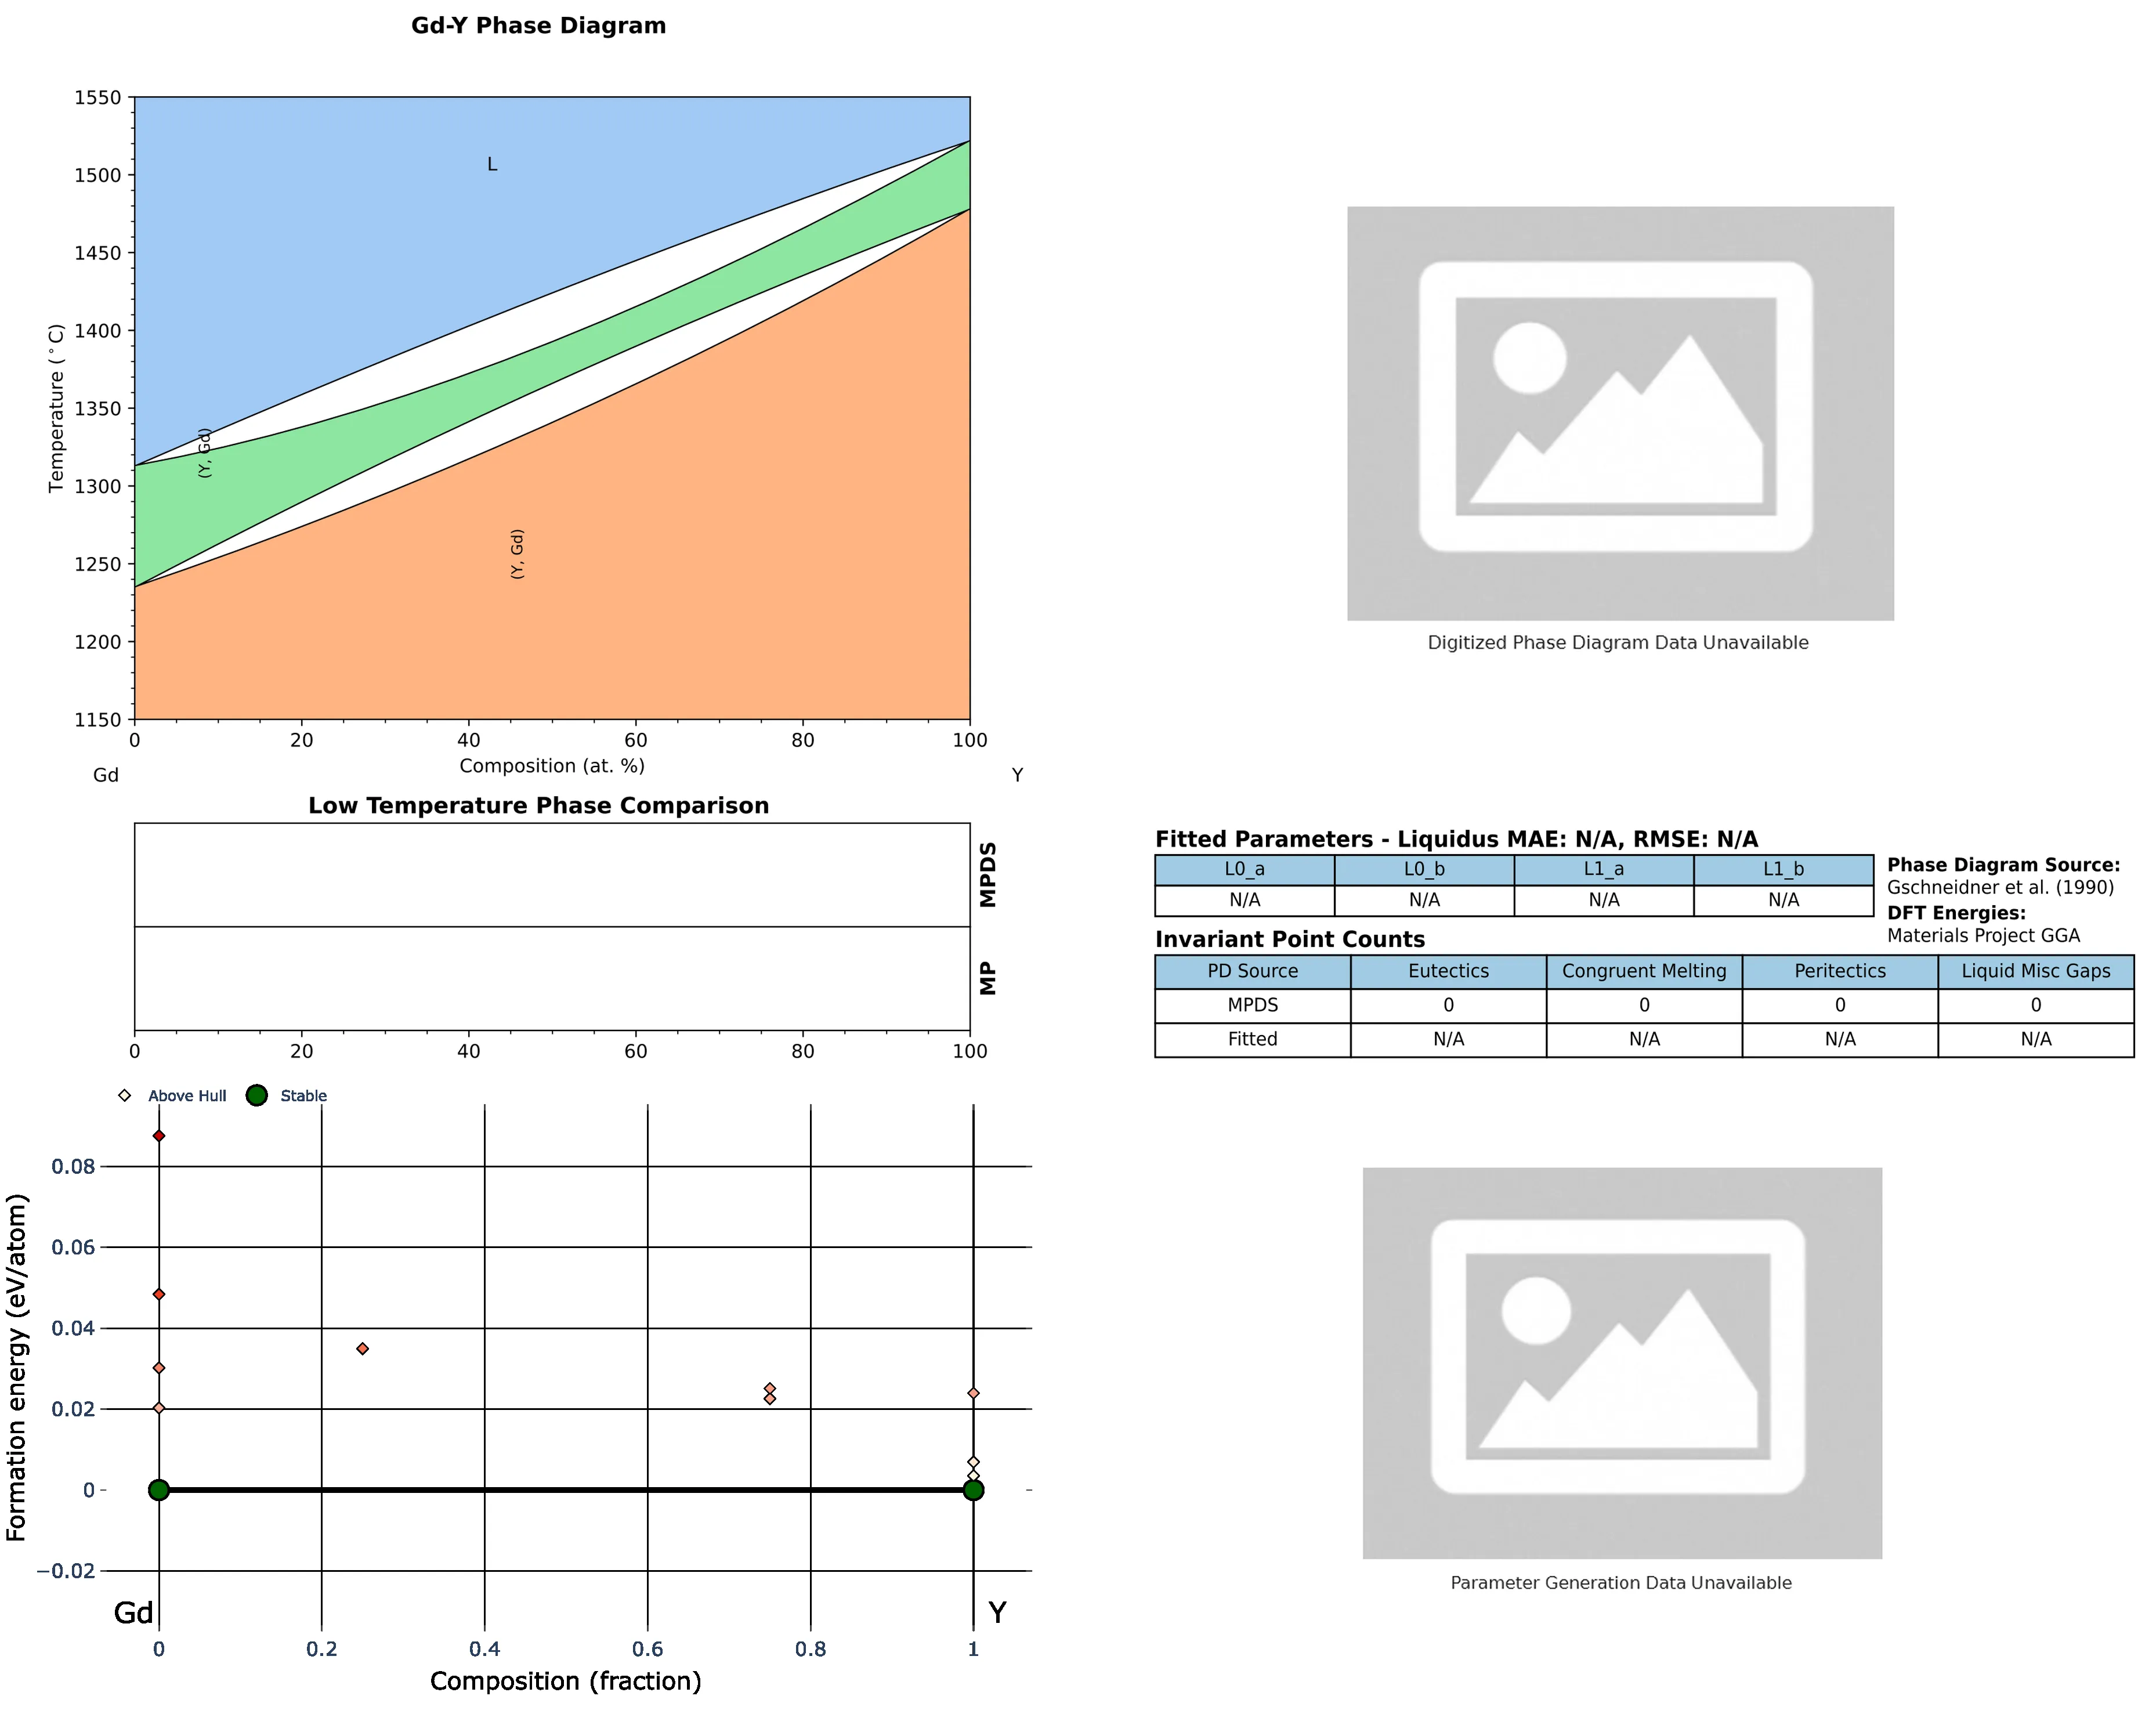 Gd-Y Phase Diagram
1550
1500
1450
1400
1350
1300
1250
1200
1150
Temperature (°C)
L
(Y, Gd)
(Y, Gd)
0 20 40 60 80 100
Composition (at. %)
Gd Y
Digitized Phase Diagram Data Unavailable
Low Temperature Phase Comparison
MPDS
MP
0 20 40 60 80 100
Fitted Parameters - Liquidus MAE: N/A, RMSE: N/A
L0_a L0_b L1_a L1_b
N/A N/A N/A N/A
Phase Diagram Source:
Gschneidner et al. (1990)
DFT Energies:
Materials Project GGA
Invariant Point Counts
PD Source Eutectics Congruent Melting Peritectics Liquid Misc Gaps
MPDS 0 0 0 0
Fitted N/A N/A N/A N/A
Above Hull Stable
0.08
0.06
0.04
0.02
0
−0.02
Formation energy (eV/atom)
Gd Y
0 0.2 0.4 0.6 0.8 1
Composition (fraction)
Parameter Generation Data Unavailable